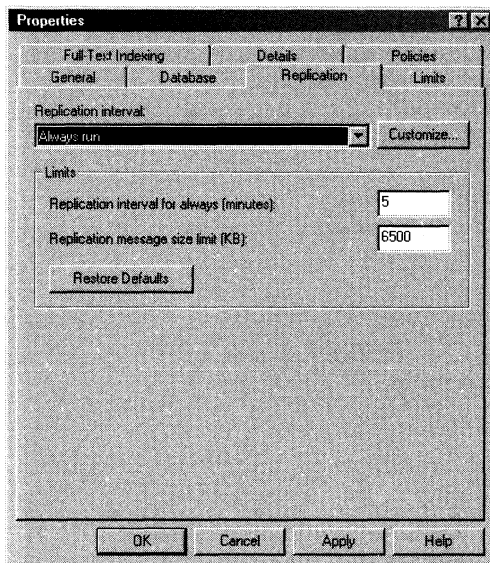 Properties
Full-Text Indexing Details Policies
General Database Replication Limits
Replication interval:
Always run Customize...
Limits
Replication interval for always (minutes): 5
Replication message size limit (KB): 6500
Restore Defaults
OK Cancel Apply Help